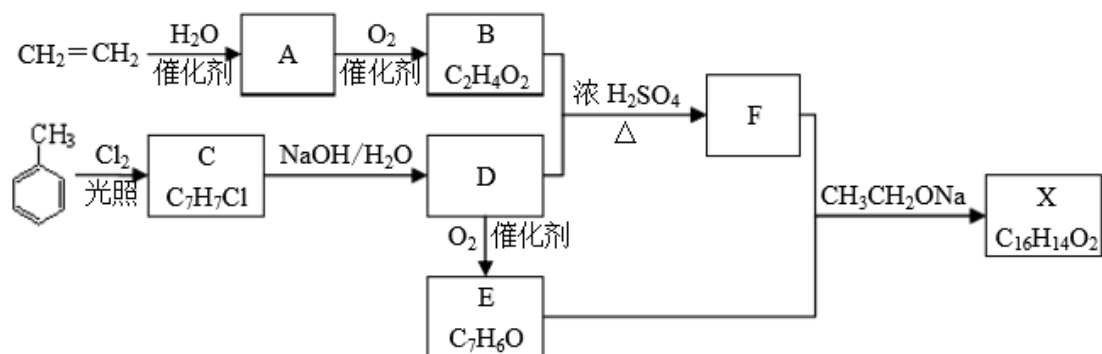 CH₂=CH₂
H₂O
催化剂
A
O₂
催化剂
B
C₂H₄O₂
浓 H₂SO₄
△
F
CH₃
Cl₂
光照
C
C₇H₇Cl
NaOH/H₂O
D
O₂ 催化剂
E
C₇H₆O
CH₃CH₂ONa
X
C₁₆H₁₄O₂